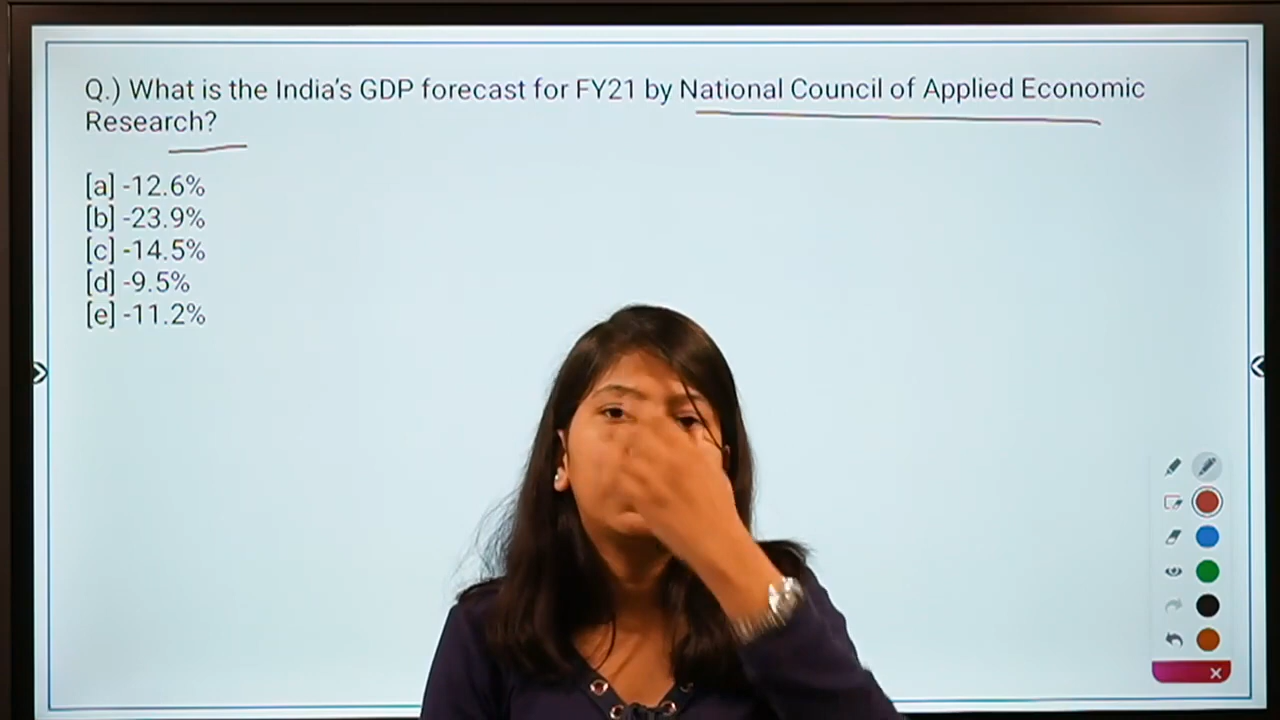 Q.) What is the India's GDP forecast for FY21 by National Council of Applied Economic
Research?
[a] -12.6%
[b] -23.9%
[c] -14.5%
[d] -9.5%
[e] -11.2%